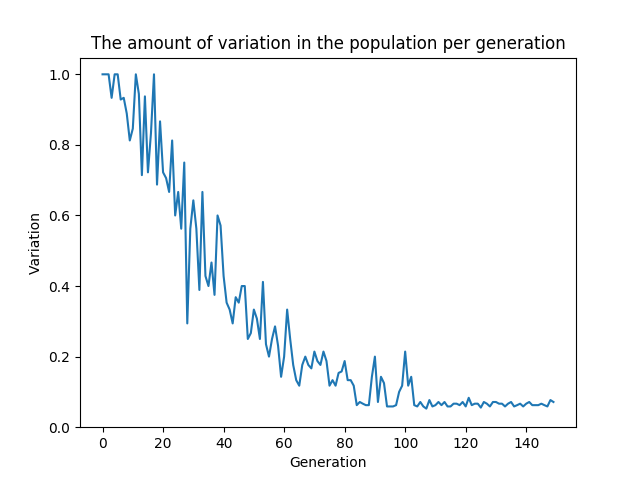 The amount of variation in the population per generation
1.0
0.8
0.6
0.4
0.2
0.0
Variation
0 20 40 60 80 100 120 140
Generation